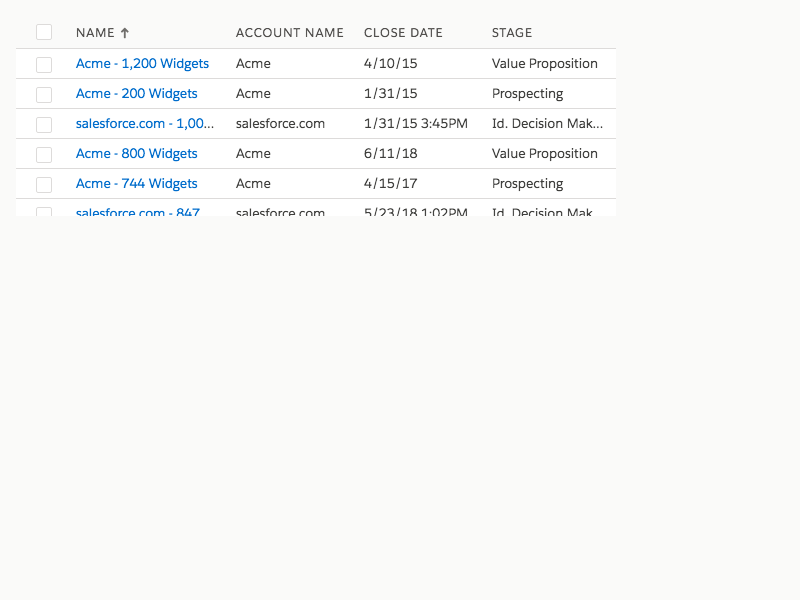 NAME ↑ ACCOUNT NAME CLOSE DATE STAGE
Acme - 1,200 Widgets Acme 4/10/15 Value Proposition
Acme - 200 Widgets Acme 1/31/15 Prospecting
salesforce.com - 1,00... salesforce.com 1/31/15 3:45PM Id. Decision Mak...
Acme - 800 Widgets Acme 6/11/18 Value Proposition
Acme - 744 Widgets Acme 4/15/17 Prospecting
salesforce.com - 847 salesforce.com 5/23/18 1:02PM Id. Decision Mak